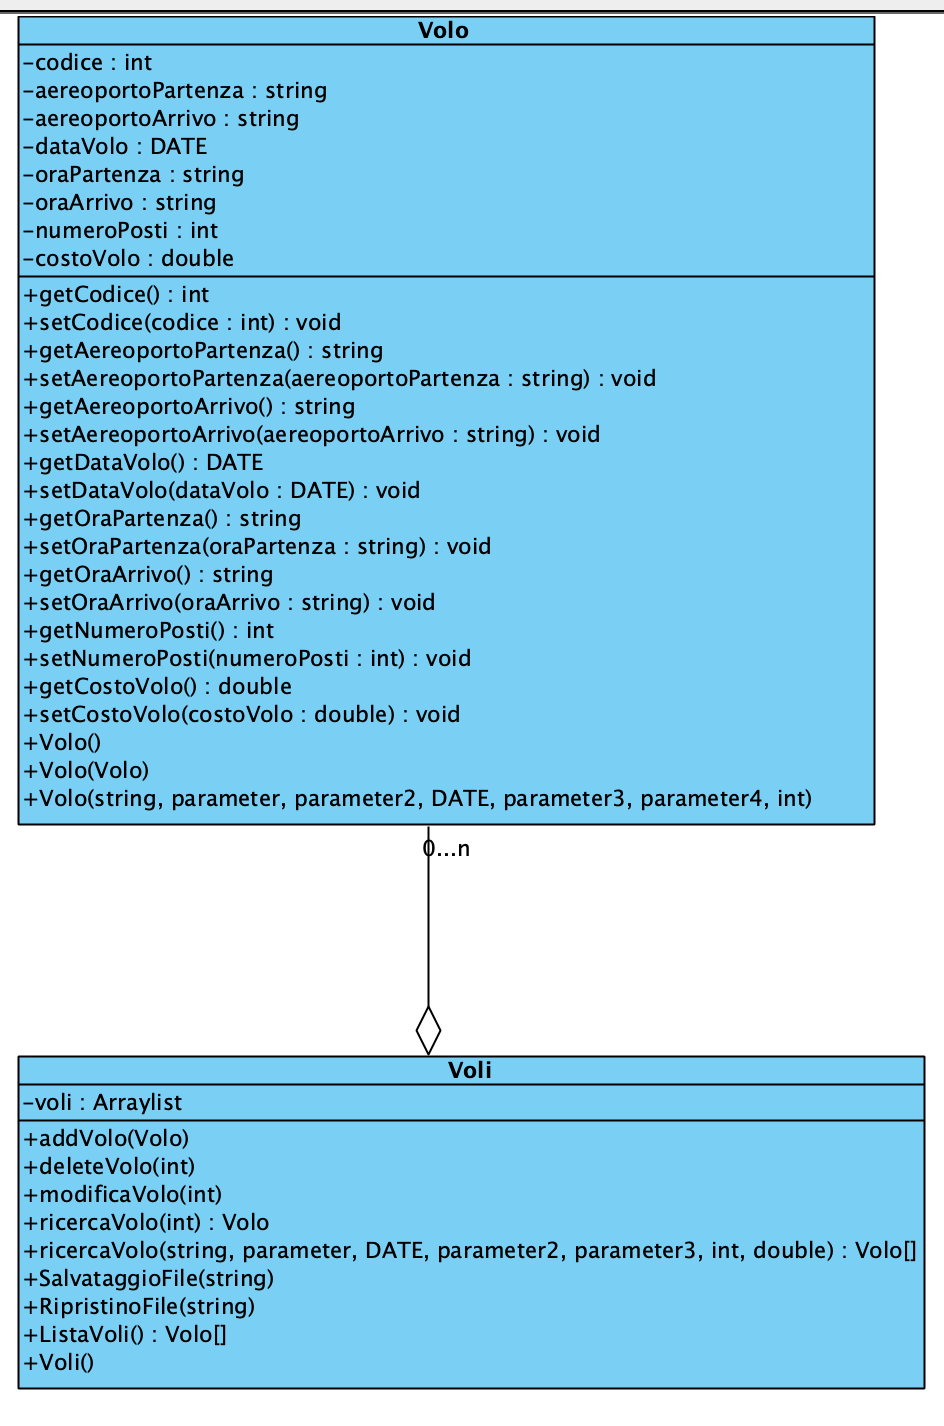 Volo
-codice : int
-aereoportoPartenza : string
-aereoportoArrivo : string
-dataVolo : DATE
-oraPartenza : string
-oraArrivo : string
-numeroPosti : int
-costoVolo : double
+getCodice() : int
+setCodice(codice : int) : void
+getAereoportoPartenza() : string
+setAereoportoPartenza(aereoportoPartenza : string) : void
+getAereoportoArrivo() : string
+setAereoportoArrivo(aereoportoArrivo : string) : void
+getDataVolo() : DATE
+setDataVolo(dataVolo : DATE) : void
+getOraPartenza() : string
+setOraPartenza(oraPartenza : string) : void
+getOraArrivo() : string
+setOraArrivo(oraArrivo : string) : void
+getNumeroPosti() : int
+setNumeroPosti(numeroPosti : int) : void
+getCostoVolo() : double
+setCostoVolo(costoVolo : double) : void
+Volo()
+Volo(Volo)
+Volo(string, parameter, parameter2, DATE, parameter3, parameter4, int)
0...n
Voli
-voli : Arraylist
+addVolo(Volo)
+deleteVolo(int)
+modificaVolo(int)
+ricercaVolo(int) : Volo
+ricercaVolo(string, parameter, DATE, parameter2, parameter3, int, double) : Volo[]
+SalvataggioFile(string)
+RipristinoFile(string)
+ListaVoli() : Volo[]
+Voli()